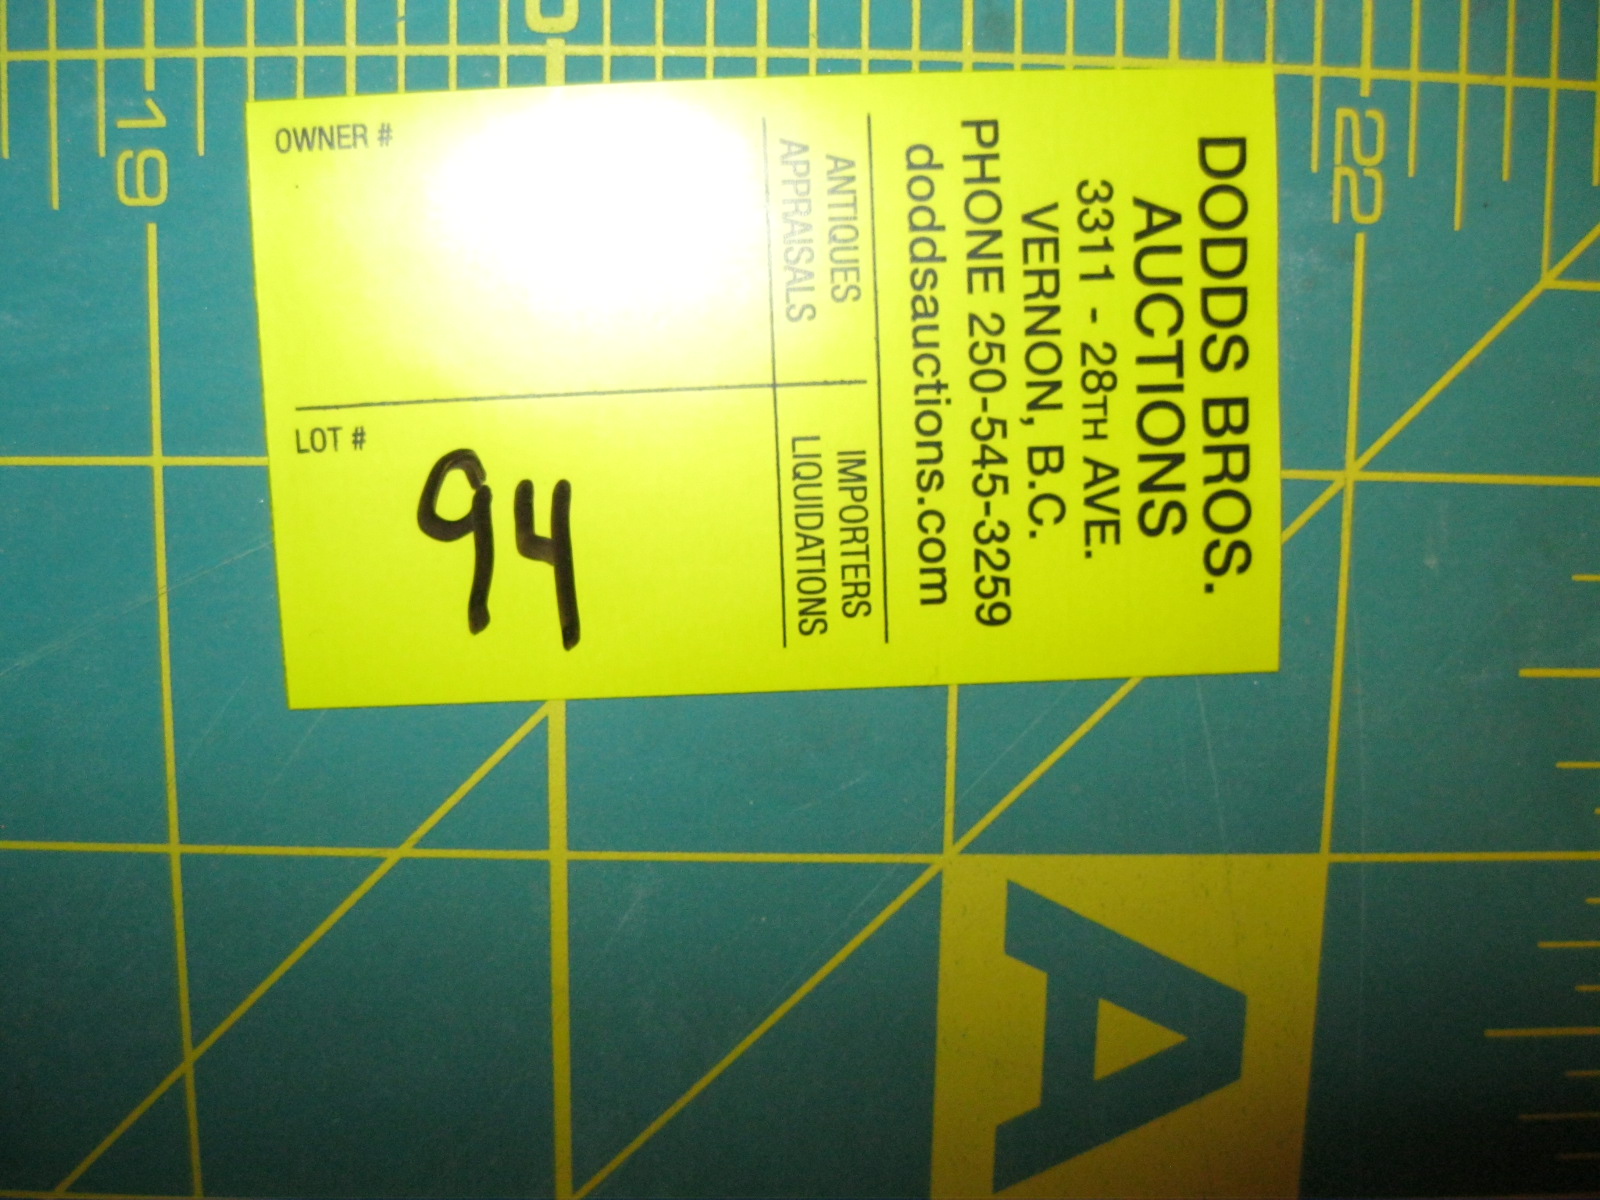 DODDS BROS.
AUCTIONS
3311 - 28TH AVE.
VERNON, B.C.
PHONE 250-545-3259
doddsauctions.com
ANTIQUES
APPRAISALS
IMPORTERS
LIQUIDATIONS
OWNER #
LOT #
94
19
22
A